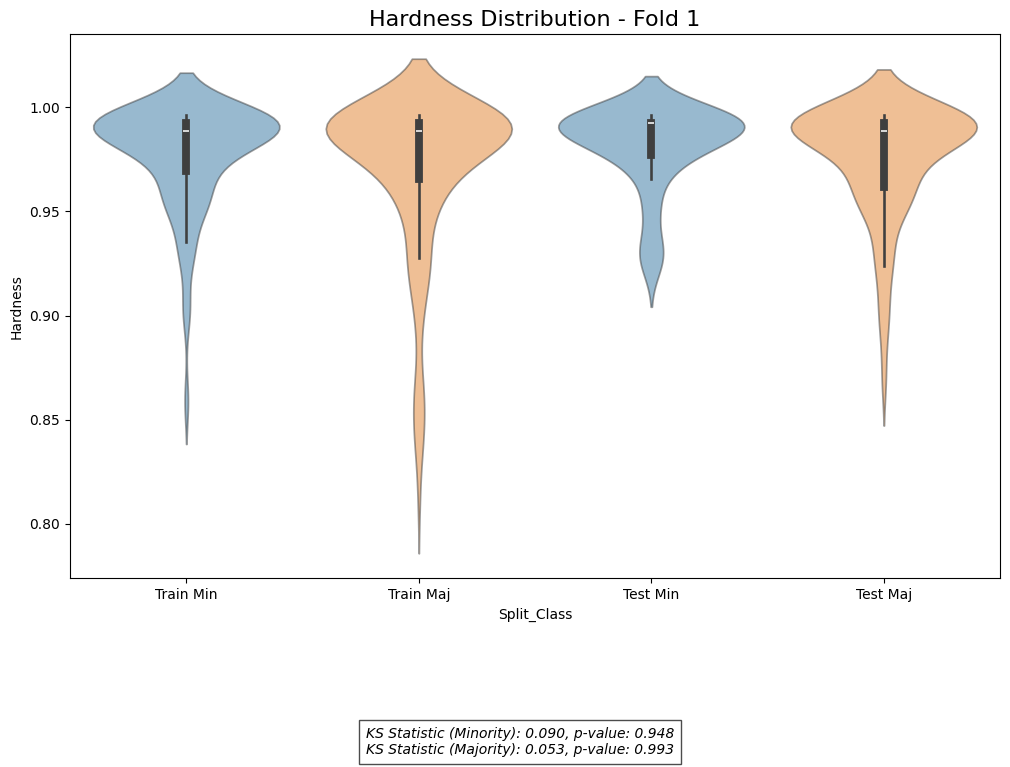 Hardness Distribution - Fold 1
Hardness
1.00
0.95
0.90
0.85
0.80
Train Min
Train Maj
Test Min
Test Maj
Split_Class
KS Statistic (Minority): 0.090, p-value: 0.948
KS Statistic (Majority): 0.053, p-value: 0.993